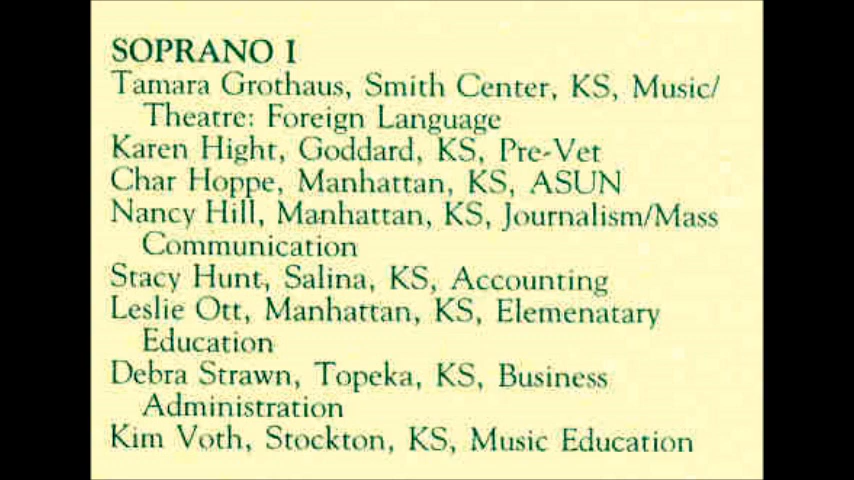 SOPRANO I
Tamara Grothaus, Smith Center, KS, Music/
Theatre: Foreign Language
Karen Hight, Goddard, KS, Pre-Vet
Char Hoppe, Manhattan, KS, ASUN
Nancy Hill, Manhattan, KS, Journalism/Mass
Communication
Stacy Hunt, Salina, KS, Accounting
Leslie Ott, Manhattan, KS, Elemenatary
Education
Debra Strawn, Topeka, KS, Business
Administration
Kim Voth, Stockton, KS, Music Education